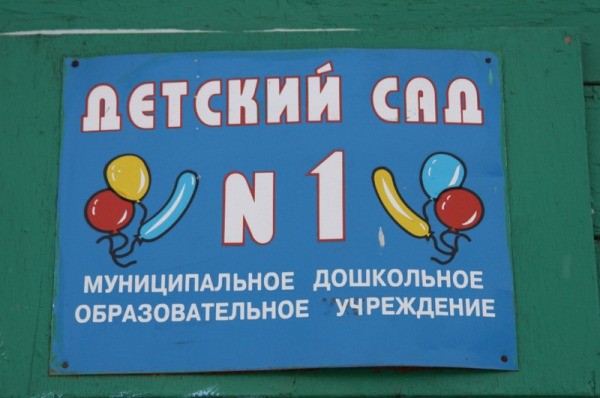 ДЕТСКИЙ САД
N 1
МУНИЦИПАЛЬНОЕ ДОШКОЛЬНОЕ
ОБРАЗОВАТЕЛЬНОЕ УЧРЕЖДЕНИЕ